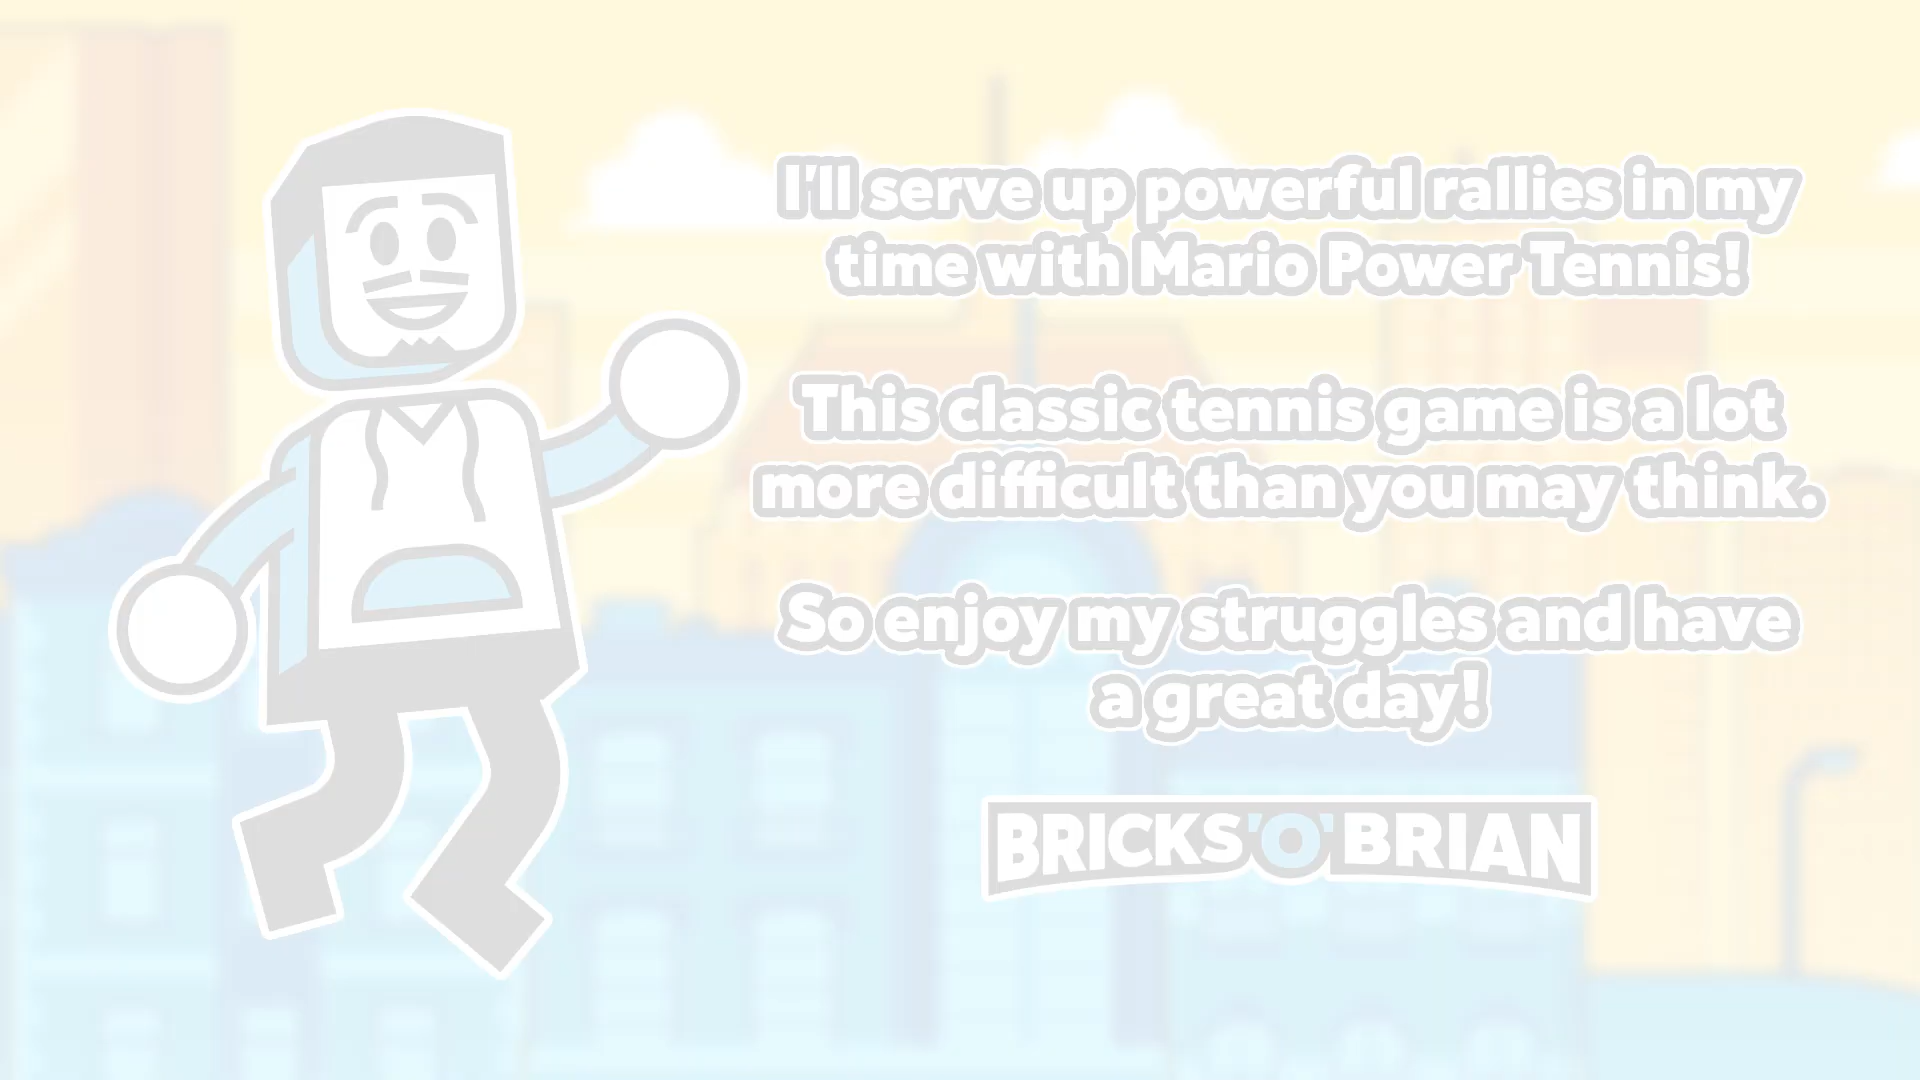 I'll serve up powerful rallies in my
time with Mario Power Tennis!
This classic tennis game is a lot
more difficult than you may think.
So enjoy my struggles and have
a great day!
BRICKS'O'BRIAN